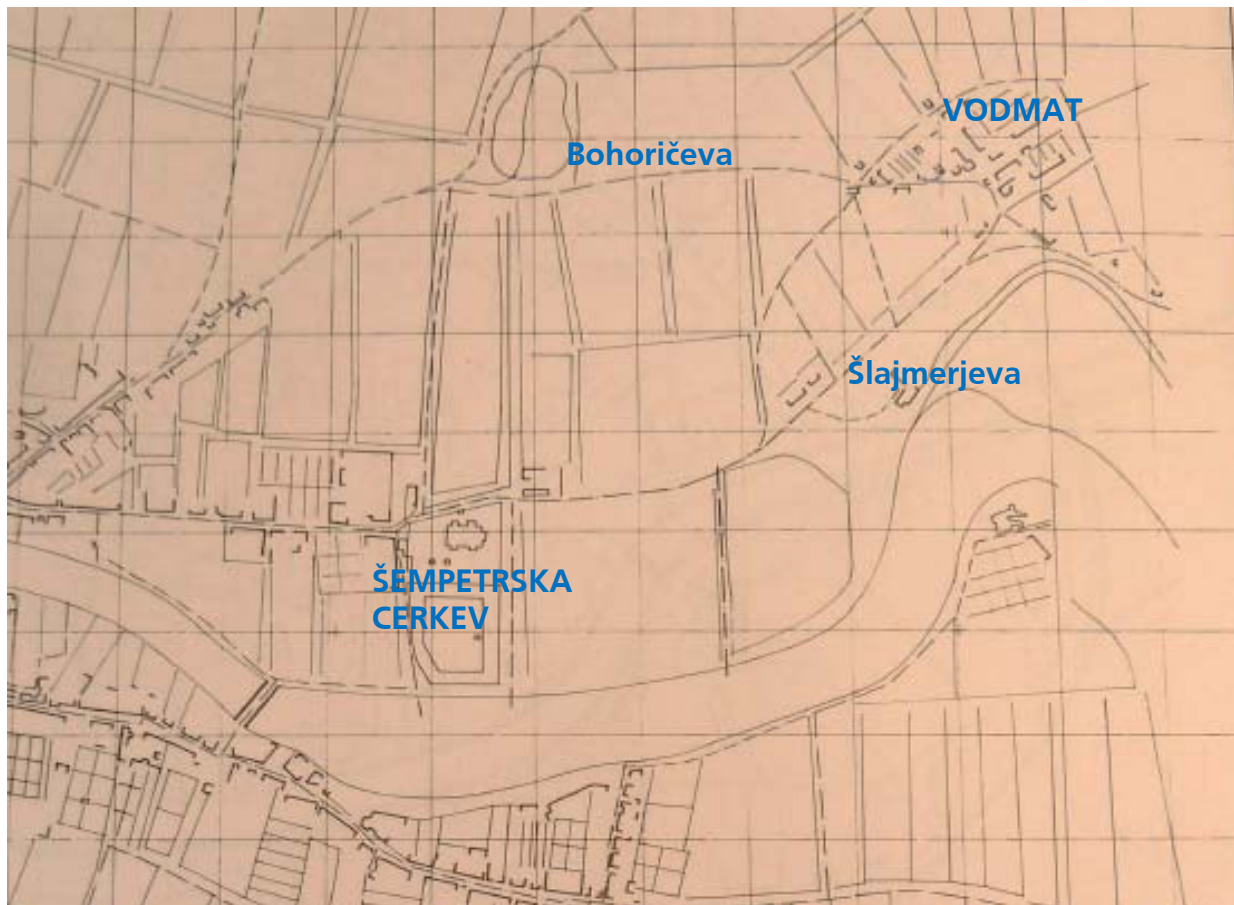 VODMAT
Bohoričeva
Šlajmerjeva
ŠEMPETRSKA
CERKEV